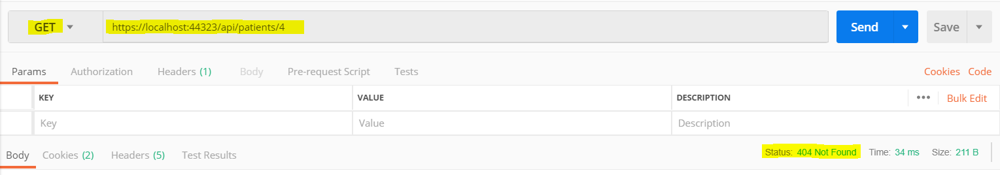 GET https://localhost:44323/api/patients/4 Send Save
Params Authorization Headers (1) Body Pre-request Script Tests Cookies Code
KEY VALUE DESCRIPTION ••• Bulk Edit
Key Value Description
Body Cookies (2) Headers (5) Test Results Status: 404 Not Found Time: 34 ms Size: 211 B